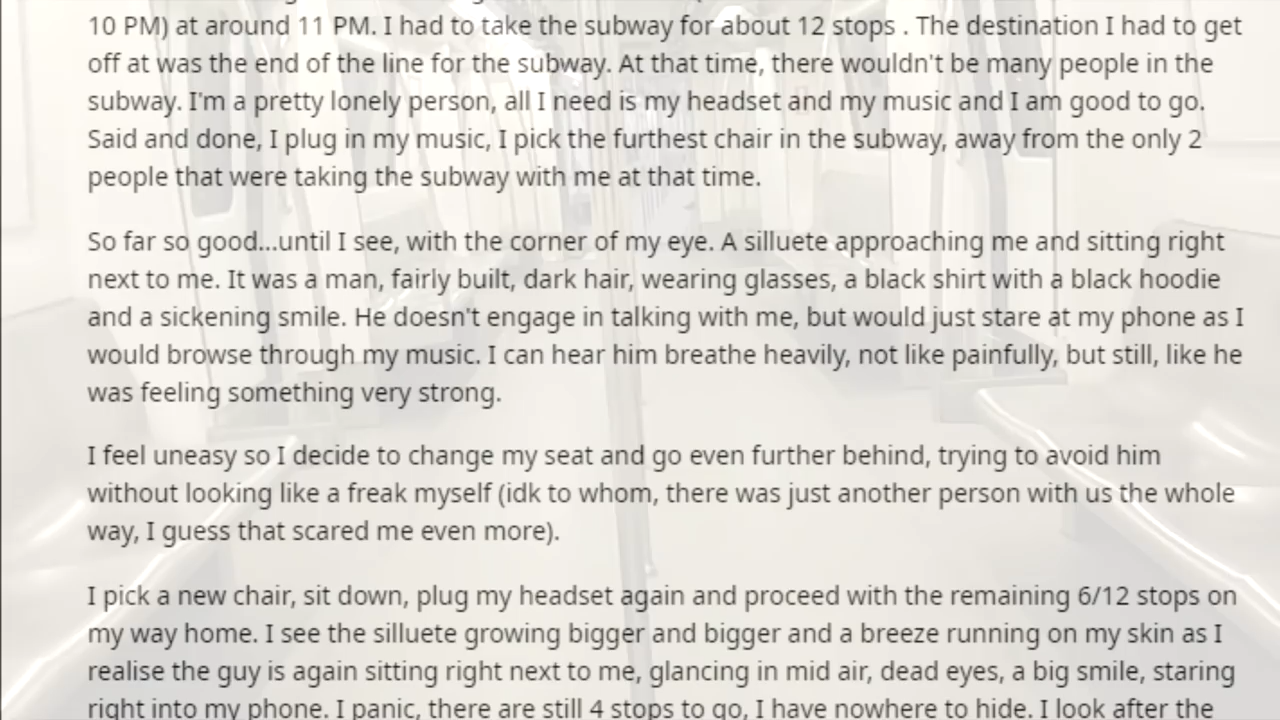 10 PM) at around 11 PM. I had to take the subway for about 12 stops . The destination I had to get
off at was the end of the line for the subway. At that time, there wouldn't be many people in the
subway. I'm a pretty lonely person, all I need is my headset and my music and I am good to go.
Said and done, I plug in my music, I pick the furthest chair in the subway, away from the only 2
people that were taking the subway with me at that time.
So far so good...until I see, with the corner of my eye. A silluete approaching me and sitting right
next to me. It was a man, fairly built, dark hair, wearing glasses, a black shirt with a black hoodie
and a sickening smile. He doesn't engage in talking with me, but would just stare at my phone as I
would browse through my music. I can hear him breathe heavily, not like painfully, but still, like he
was feeling something very strong.
I feel uneasy so I decide to change my seat and go even further behind, trying to avoid him
without looking like a freak myself (idk to whom, there was just another person with us the whole
way, I guess that scared me even more).
I pick a new chair, sit down, plug my headset again and proceed with the remaining 6/12 stops on
my way home. I see the silluete growing bigger and bigger and a breeze running on my skin as I
realise the guy is again sitting right next to me, glancing in mid air, dead eyes, a big smile, staring
right into my phone. I panic, there are still 4 stops to go, I have nowhere to hide. I look after the